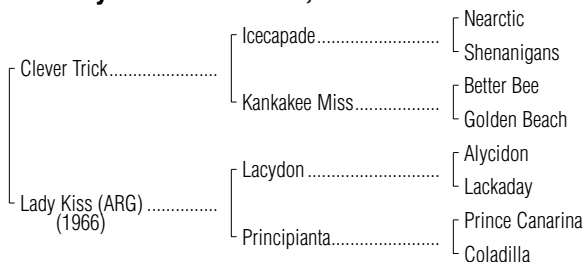 Nearctic
Icecapade
Shenanigans
Clever Trick
Better Bee
Kankakee Miss
Golden Beach
Alycidon
Lacydon
Lackaday
Lady Kiss (ARG)
(1966)
Prince Canarina
Principianta
Coladilla